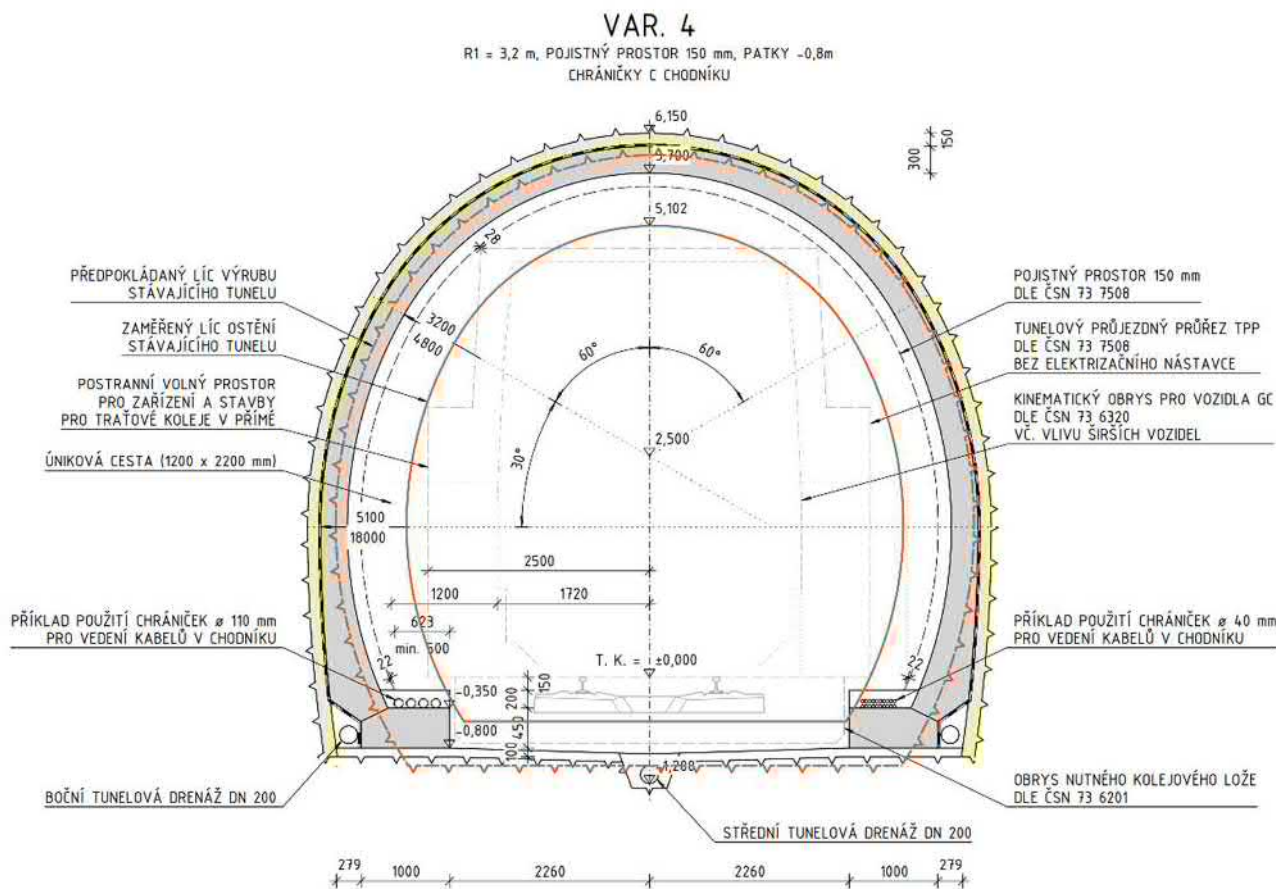 VAR. 4
R1 = 3,2 m, POJISTNÝ PROSTOR 150 mm, PATKY -0,8m
CHRÁNIČKY C CHODNÍKU
6,150
150
300
5,700
5,102
28
PŘEDPOKLÁDANÝ LÍC VÝRUBU
STÁVAJÍCÍHO TUNELU
ZAMĚŘENÝ LÍC OSTĚNÍ
STÁVAJÍCÍHO TUNELU
POSTRANNÍ VOLNÝ PROSTOR
PRO ZAŘÍZENÍ A STAVBY
PRO TRAŤOVÉ KOLEJE V PŘÍMÉ
ÚNIKOVÁ CESTA (1200 x 2200 mm)
POJISTNÝ PROSTOR 150 mm
DLE ČSN 73 7508
TUNELOVÝ PRŮJEZDNÝ PRŮŘEZ TPP
DLE ČSN 73 7508
BEZ ELEKTRIZAČNÍHO NÁSTAVCE
KINEMATICKÝ OBRYS PRO VOZIDLA GC
DLE ČSN 73 6320
VČ. VLIVU ŠIRŠÍCH VOZIDEL
3200
4800
60°
60°
30°
2,500
5100
18000
2500
1200
1720
623
min. 500
22
22
T. K. = ±0,000
PŘÍKLAD POUŽITÍ CHRÁNIČEK ø 110 mm
PRO VEDENÍ KABELŮ V CHODNÍKU
PŘÍKLAD POUŽITÍ CHRÁNIČEK ø 40 mm
PRO VEDENÍ KABELŮ V CHODNÍKU
-0,350
-0,800
150
200
450
100
BOČNÍ TUNELOVÁ DRENÁŽ DN 200
OBRYS NUTNÉHO KOLEJOVÉHO LOŽE
DLE ČSN 73 6201
STŘEDNÍ TUNELOVÁ DRENÁŽ DN 200
279
1000
2260
2260
1000
279